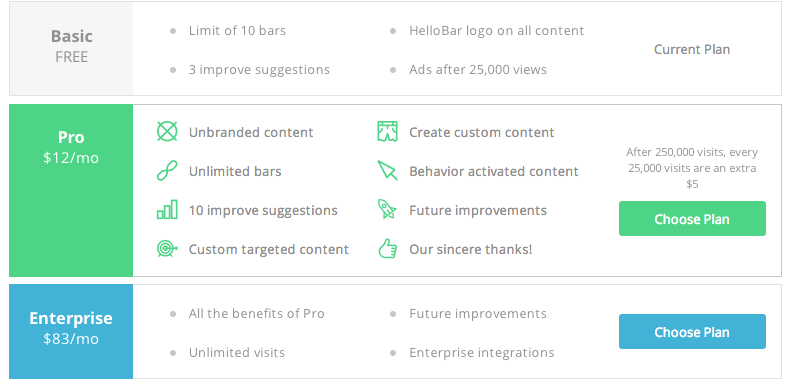 Basic
FREE
Limit of 10 bars
HelloBar logo on all content
3 improve suggestions
Ads after 25,000 views
Current Plan
Pro
$12/mo
Unbranded content
Create custom content
Unlimited bars
Behavior activated content
10 improve suggestions
Future improvements
Custom targeted content
Our sincere thanks!
After 250,000 visits, every
25,000 visits are an extra
$5
Choose Plan
Enterprise
$83/mo
All the benefits of Pro
Future improvements
Unlimited visits
Enterprise integrations
Choose Plan